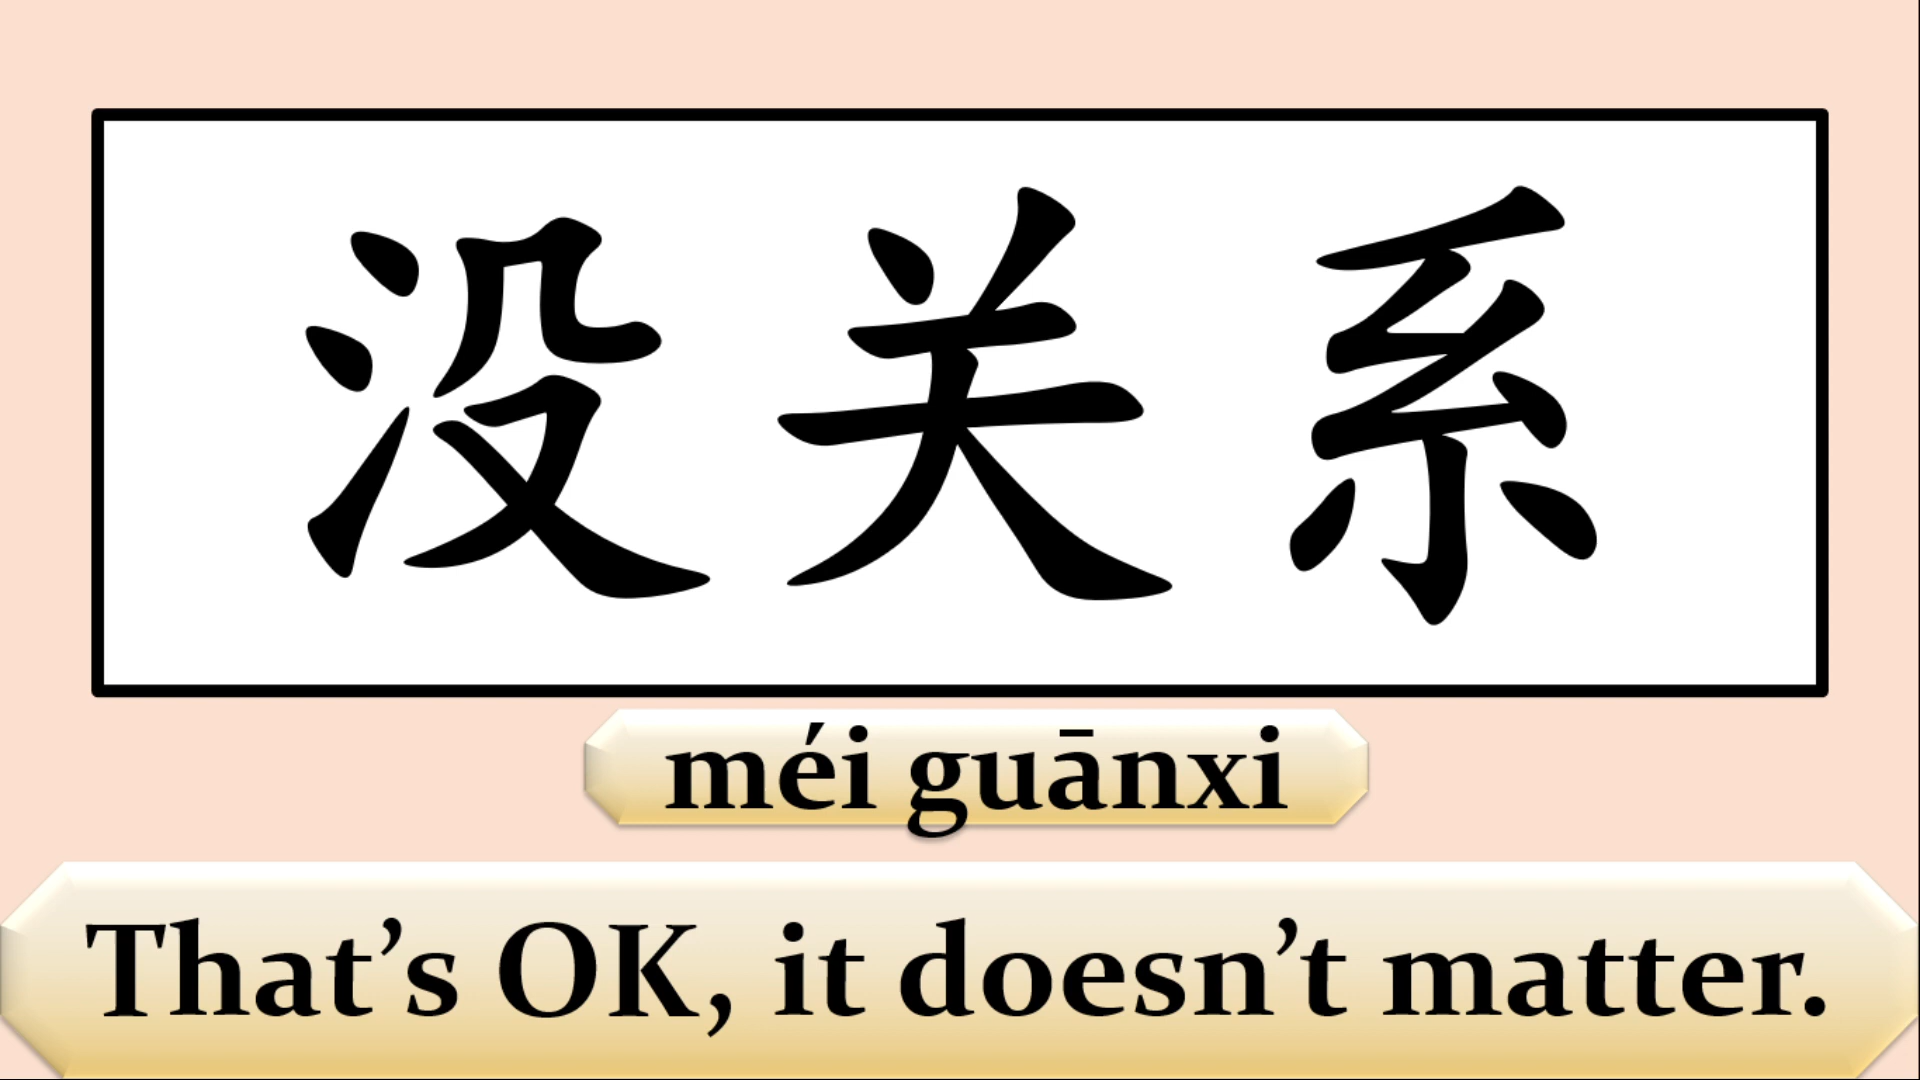 没关系
méi guānxi
That’s OK, it doesn’t matter.